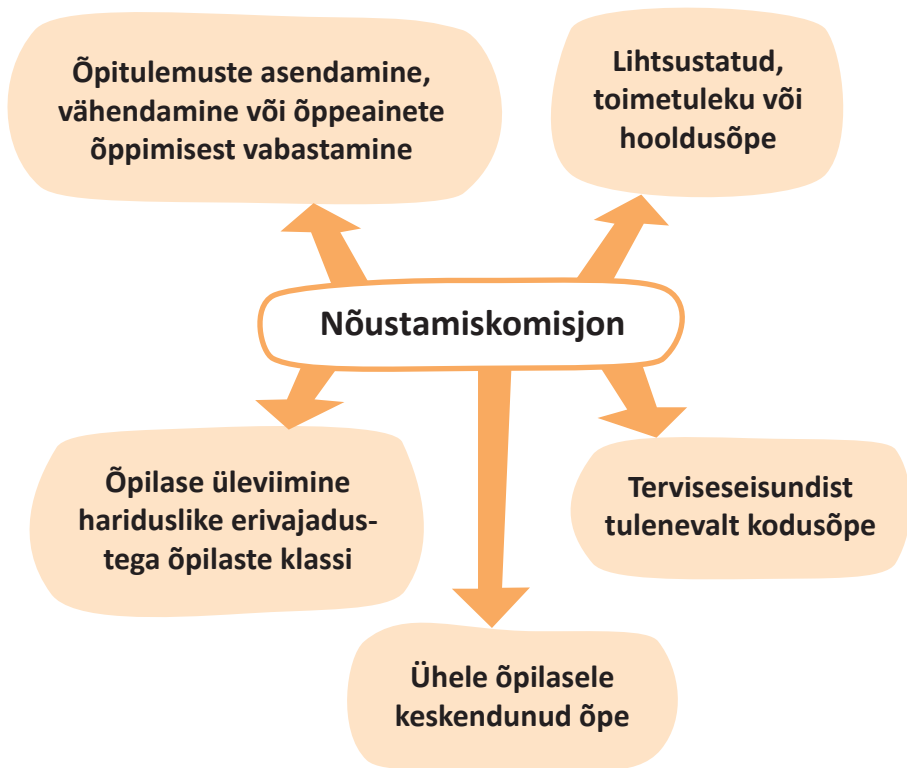 Õpitulemuste asendamine,
vähendamine või õppeainete
õppimisest vabastamine
Lihtsustatud,
toimetuleku või
hooldusõpe
Nõustamiskomisjon
Õpilase üleviimine
hariduslike erivajadus-
tega õpilaste klassi
Terviseseisundist
tulenevalt kodusõpe
Ühele õpilasele
keskendunud õpe